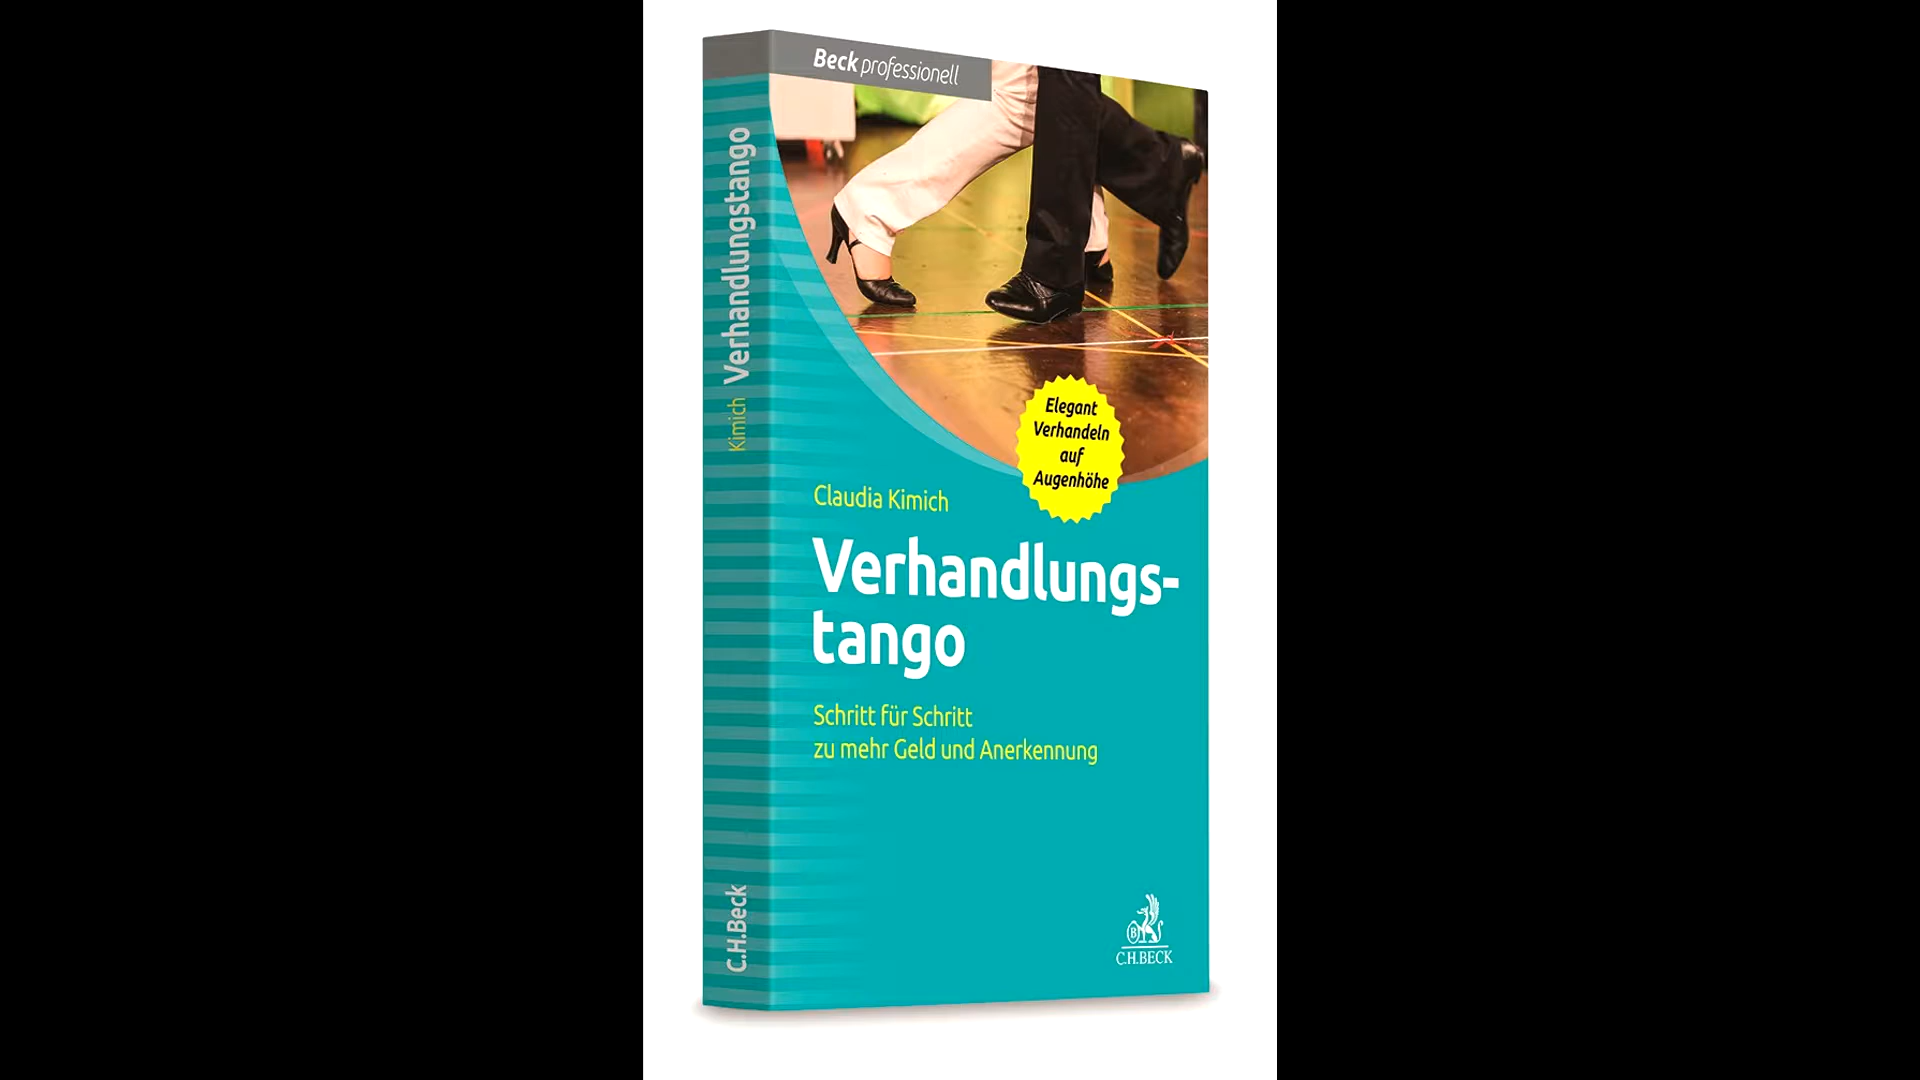 Beck professionell
Elegant
Verhandeln
auf
Augenhöhe
Claudia Kimich
Verhandlungs-
tango
Schritt für Schritt
zu mehr Geld und Anerkennung
B
C.H.BECK
Kimich Verhandlungstango
C.H.Beck